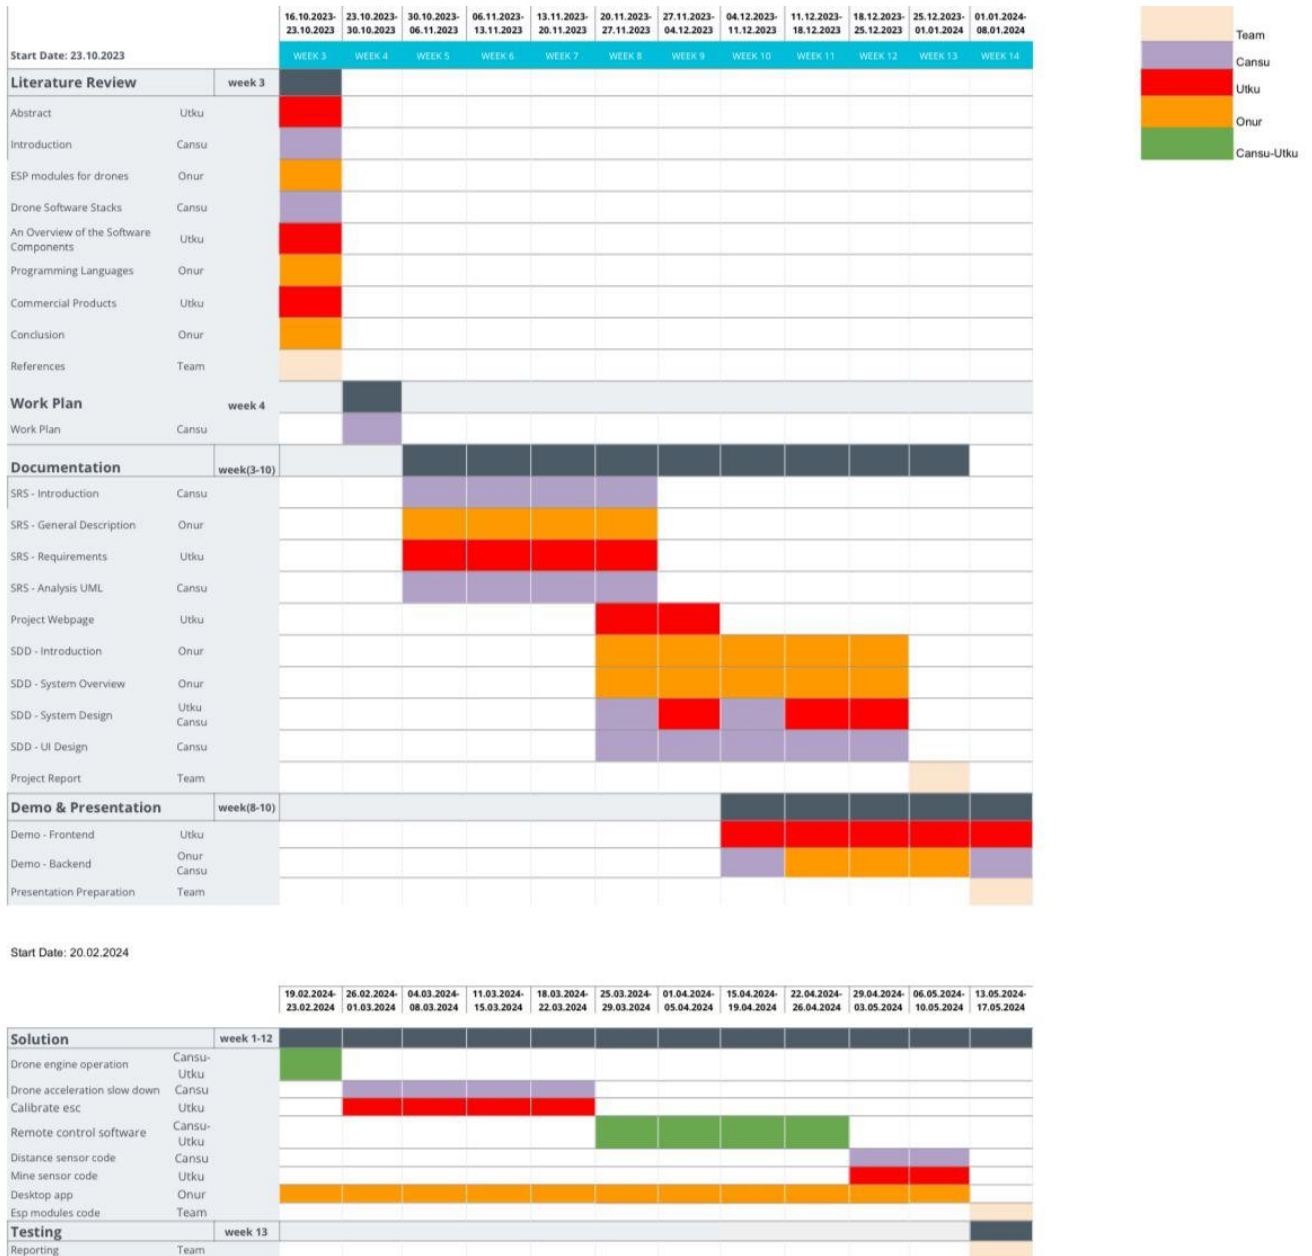 16.10.2023- 23.10.2023- 30.10.2023- 06.11.2023- 13.11.2023- 20.11.2023- 27.11.2023- 04.12.2023- 11.12.2023- 18.12.2023- 25.12.2023- 01.01.2024-
23.10.2023 30.10.2023 06.11.2023 13.11.2023 20.11.2023 27.11.2023 04.12.2023 11.12.2023 18.12.2023 25.12.2023 01.01.2024 08.01.2024
Start Date: 23.10.2023 WEEK 3 WEEK 4 WEEK 5 WEEK 6 WEEK 7 WEEK 8 WEEK 9 WEEK 10 WEEK 11 WEEK 12 WEEK 13 WEEK 14
Literature Review week 3
Abstract Utku
Introduction Cansu
ESP modules for drones Onur
Drone Software Stacks Cansu
An Overview of the Software
Components Utku
Programming Languages Onur
Commercial Products Utku
Conclusion Onur
References Team
Work Plan week 4
Work Plan Cansu
Documentation week(3-10)
SRS - Introduction Cansu
SRS - General Description Onur
SRS - Requirements Utku
SRS - Analysis UML Cansu
Project Webpage Utku
SDD - Introduction Onur
SDD - System Overview Onur
SDD - System Design Utku
Cansu
SDD - UI Design Cansu
Project Report Team
Demo & Presentation week(8-10)
Demo - Frontend Utku
Demo - Backend Onur
Cansu
Presentation Preparation Team
Team
Cansu
Utku
Onur
Cansu-Utku
Start Date: 20.02.2024
19.02.2024- 26.02.2024- 04.03.2024- 11.03.2024- 18.03.2024- 25.03.2024- 01.04.2024- 15.04.2024- 22.04.2024- 29.04.2024- 06.05.2024- 13.05.2024-
23.02.2024 01.03.2024 08.03.2024 15.03.2024 22.03.2024 29.03.2024 05.04.2024 19.04.2024 26.04.2024 03.05.2024 10.05.2024 17.05.2024
Solution week 1-12
Drone engine operation Cansu-
Utku
Drone acceleration slow down Cansu
Calibrate esc Utku
Remote control software Cansu-
Utku
Distance sensor code Cansu
Mine sensor code Utku
Desktop app Onur
Esp modules code Team
Testing week 13
Reporting Team